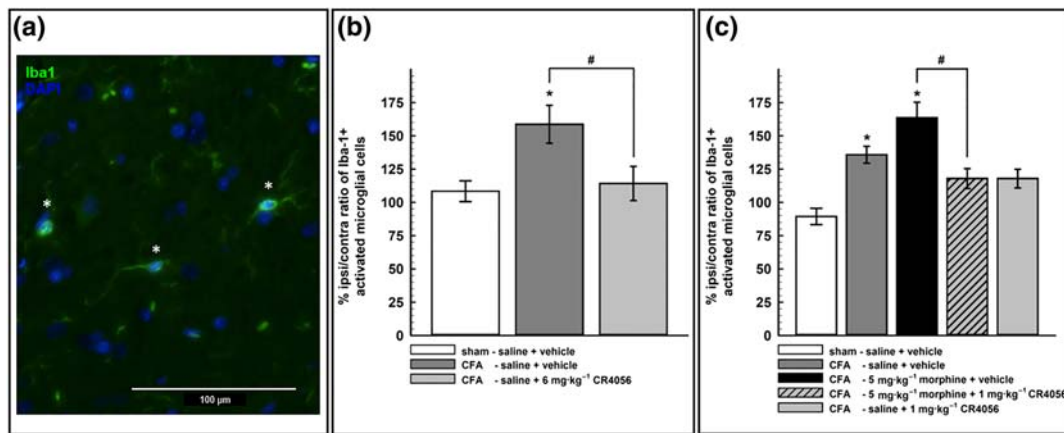 (a)
Iba1
DAPI
*
*
*
100 µm
(b)
% ipsi/contra ratio of Iba-1+
activated microglial cells
175
150
125
100
75
50
25
0
*
#
sham - saline + vehicle
CFA - saline + vehicle
CFA - saline + 6 mg·kg⁻¹ CR4056
(c)
% ipsi/contra ratio of Iba-1+
activated microglial cells
175
150
125
100
75
50
25
0
*
*
#
sham - saline + vehicle
CFA - saline + vehicle
CFA - 5 mg·kg⁻¹ morphine + vehicle
CFA - 5 mg·kg⁻¹ morphine + 1 mg·kg⁻¹ CR4056
CFA - saline + 1 mg·kg⁻¹ CR4056